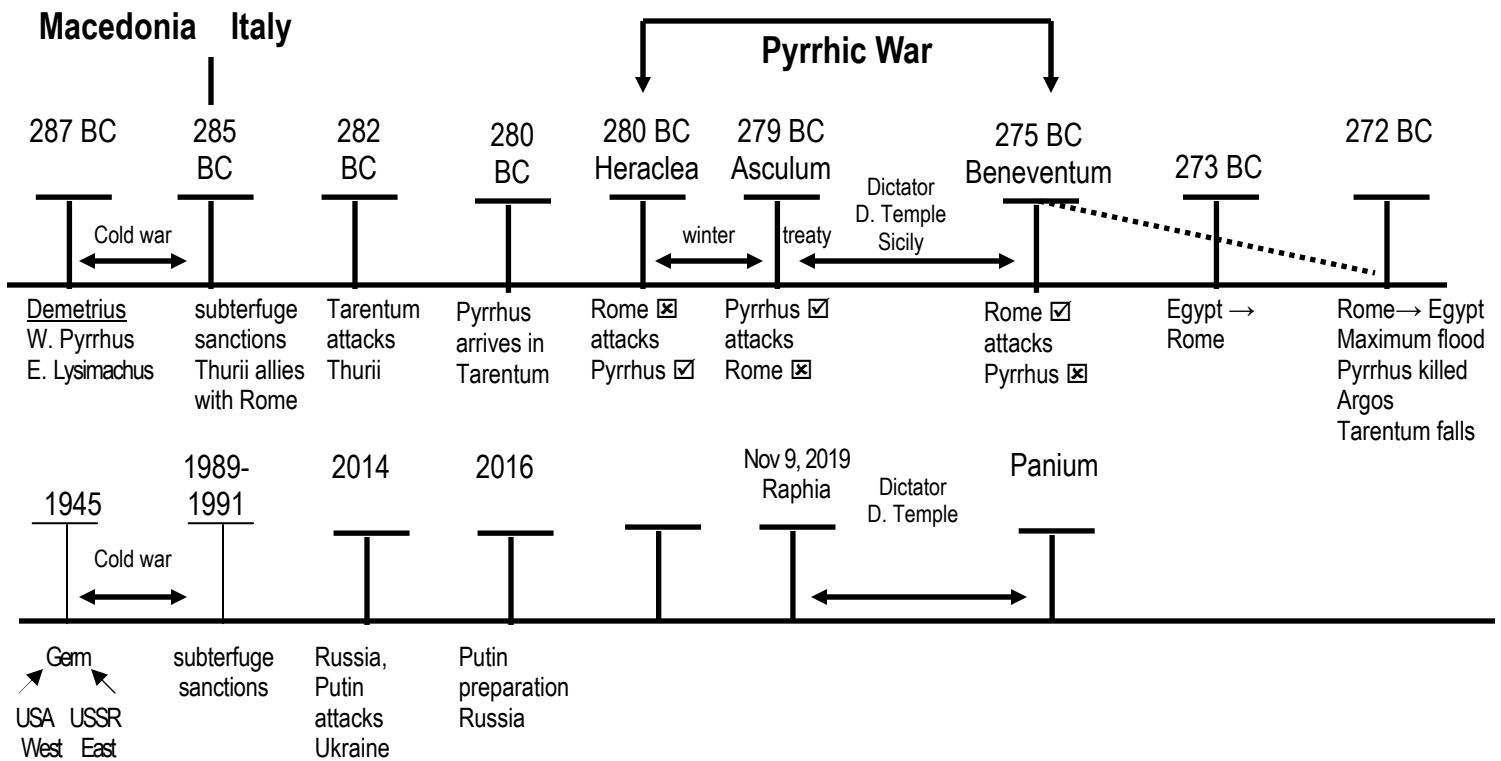 Macedonia Italy
Pyrrhic War
287 BC
285
BC
282
BC
280
BC
280 BC
Heraclea
279 BC
Asculum
275 BC
Beneventum
273 BC
272 BC
Cold war
winter
treaty
Dictator
D. Temple
Sicily
Demetrius
W. Pyrrhus
E. Lysimachus
subterfuge
sanctions
Thurii allies
with Rome
Tarentum
attacks
Thurii
Pyrrhus
arrives in
Tarentum
Rome ☒
attacks
Pyrrhus ☑
Pyrrhus ☑
attacks
Rome ☒
Rome ☑
attacks
Pyrrhus ☒
Egypt →
Rome
Rome→ Egypt
Maximum flood
Pyrrhus killed
Argos
Tarentum falls
1945
1989-
1991
2014
2016
Nov 9, 2019
Raphia
Panium
Cold war
Dictator
D. Temple
Germ
USA USSR
West East
subterfuge
sanctions
Russia,
Putin
attacks
Ukraine
Putin
preparation
Russia